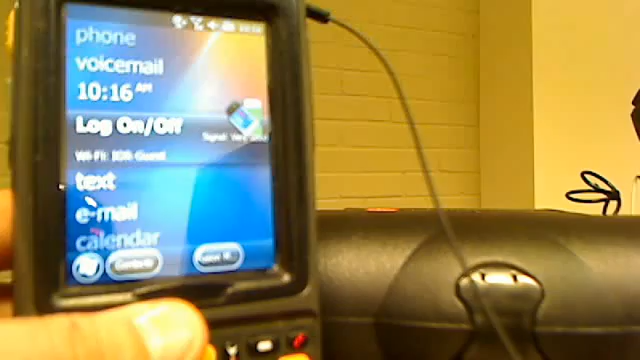 phone
voicemail
10:16 AM
Log On/Off
Wi-Fi: IOR Guest
text
e-mail
calendar
Contacts